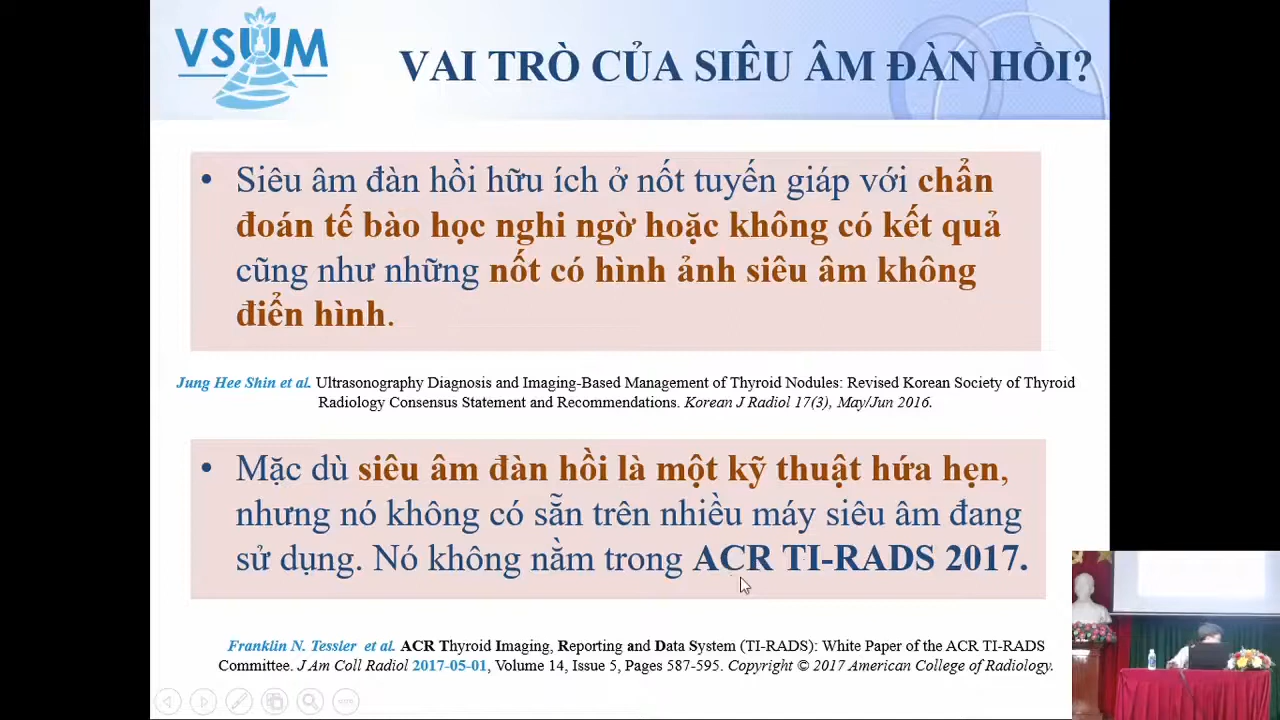 VSUM
VAI TRÒ CỦA SIÊU ÂM ĐÀN HỒI?
• Siêu âm đàn hồi hữu ích ở nốt tuyến giáp với chẩn
đoán tế bào học nghi ngờ hoặc không có kết quả
cũng như những nốt có hình ảnh siêu âm không
điển hình.
Jung Hee Shin et al. Ultrasonography Diagnosis and Imaging-Based Management of Thyroid Nodules: Revised Korean Society of Thyroid
Radiology Consensus Statement and Recommendations. Korean J Radiol 17(3), May/Jun 2016.
• Mặc dù siêu âm đàn hồi là một kỹ thuật hứa hẹn,
nhưng nó không có sẵn trên nhiều máy siêu âm đang
sử dụng. Nó không nằm trong ACR TI-RADS 2017.
Franklin N. Tessler et al. ACR Thyroid Imaging, Reporting and Data System (TI-RADS): White Paper of the ACR TI-RADS
Committee. J Am Coll Radiol 2017-05-01, Volume 14, Issue 5, Pages 587-595. Copyright © 2017 American College of Radiology.